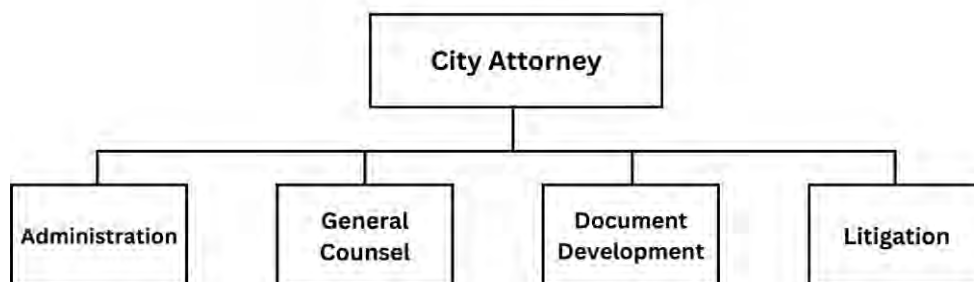 City Attorney
Administration
General
Counsel
Document
Development
Litigation